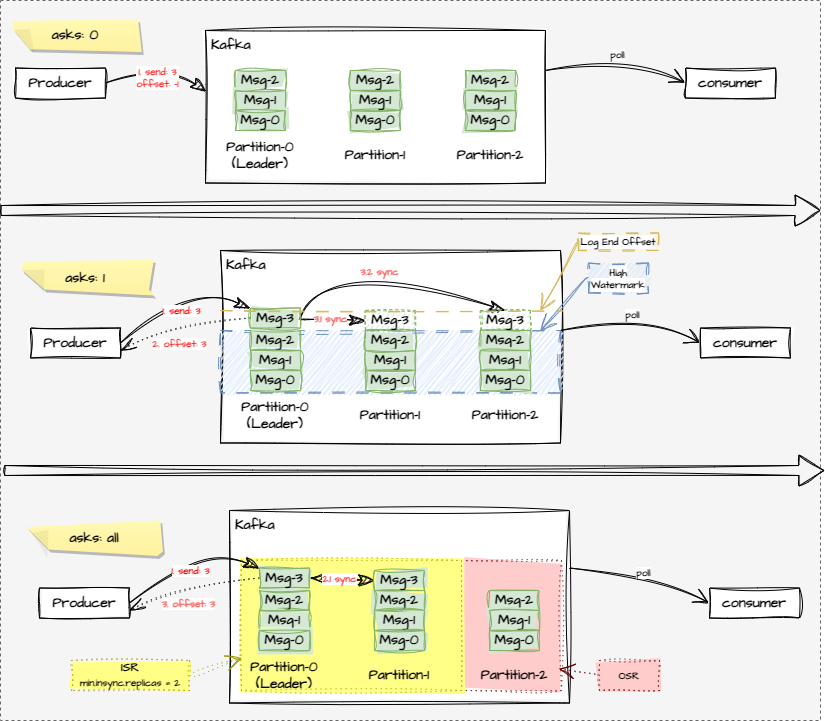 asks: 0
Kafka
Producer
1. send: 3
offset: -1
Msg-2
Msg-1
Msg-0
Partition-0
(Leader)
Msg-2
Msg-1
Msg-0
Partition-1
Msg-2
Msg-1
Msg-0
Partition-2
poll
consumer
asks: 1
Kafka
Log End Offset
High
Watermark
Producer
1. send: 3
2. offset: 3
3.2 sync
3.1 sync
Msg-3
Msg-2
Msg-1
Msg-0
Partition-0
(Leader)
Msg-3
Msg-2
Msg-1
Msg-0
Partition-1
Msg-3
Msg-2
Msg-1
Msg-0
Partition-2
poll
consumer
asks: all
Kafka
Producer
1. send: 3
3. offset: 3
2.1 sync
Msg-3
Msg-2
Msg-1
Msg-0
Partition-0
(Leader)
Msg-3
Msg-2
Msg-1
Msg-0
Partition-1
Msg-2
Msg-1
Msg-0
Partition-2
poll
consumer
ISR
min.insync.replicas = 2
OSR